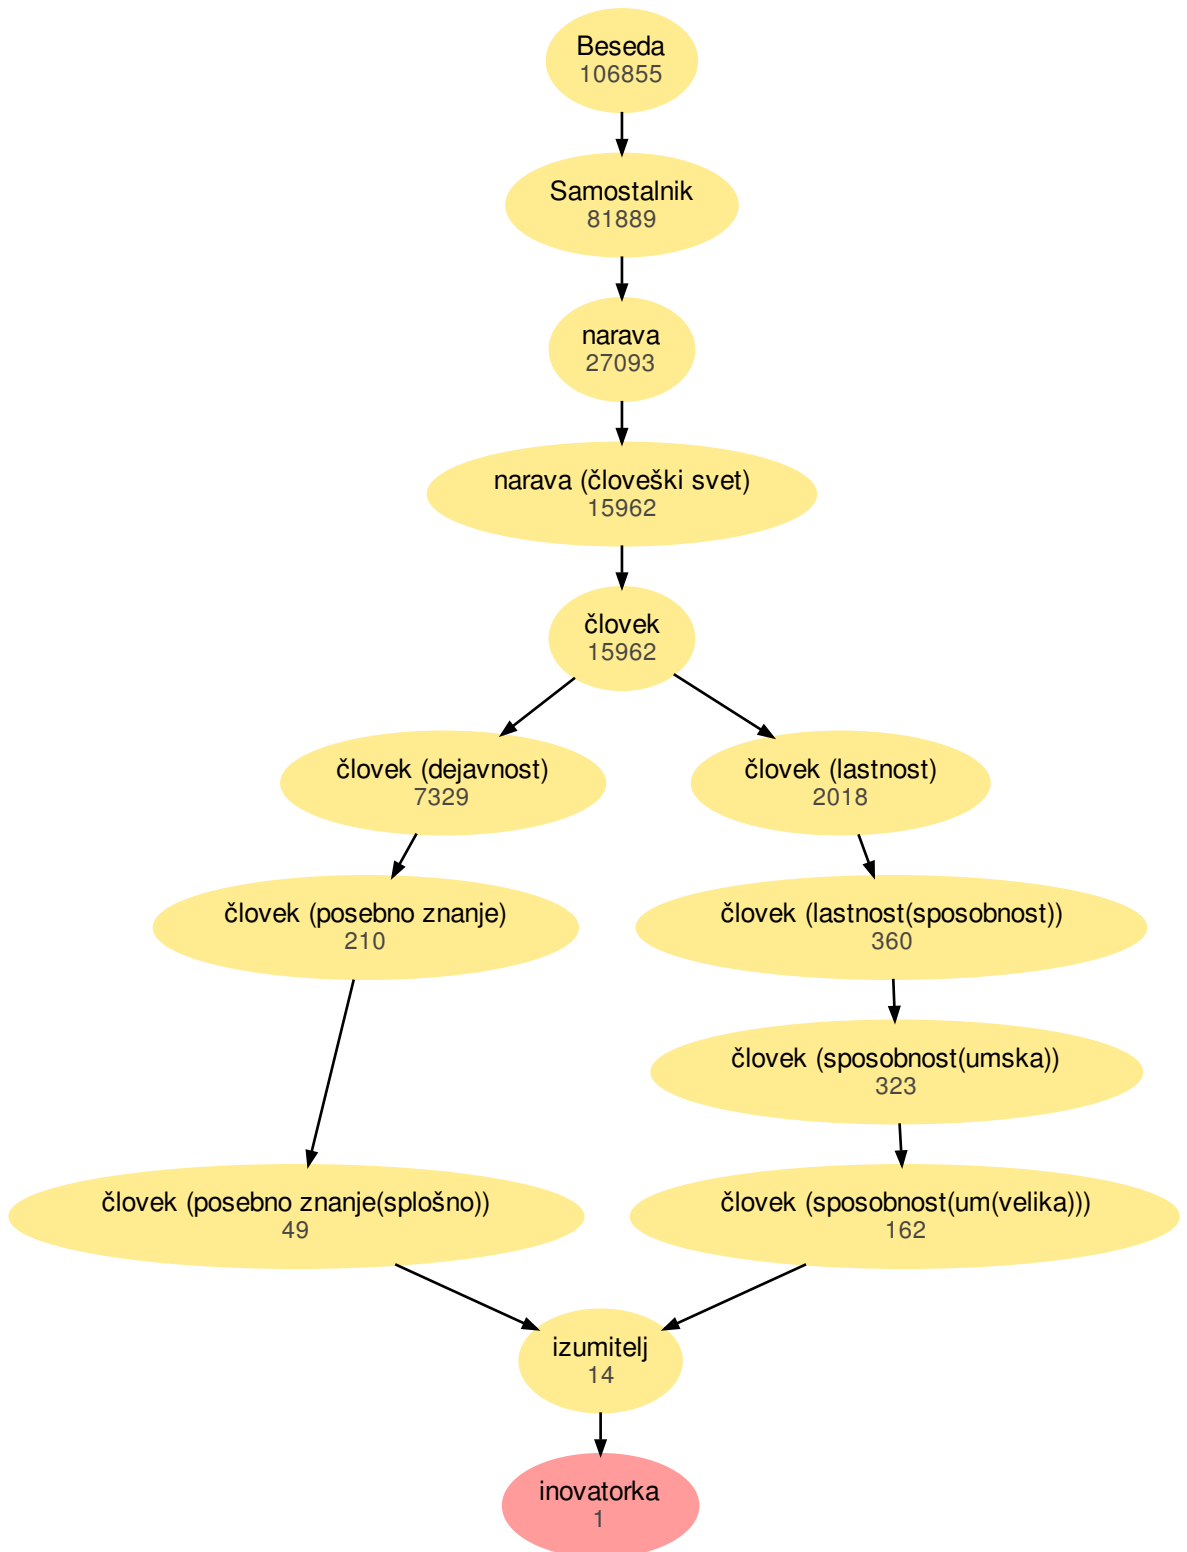 Beseda
106855
Samostalnik
81889
narava
27093
narava (človeški svet)
15962
človek
15962
človek (dejavnost)
7329
človek (lastnost)
2018
človek (posebno znanje)
210
človek (lastnost(sposobnost))
360
človek (sposobnost(umska))
323
človek (posebno znanje(splošno))
49
človek (sposobnost(um(velika)))
162
izumitelj
14
inovatorka
1